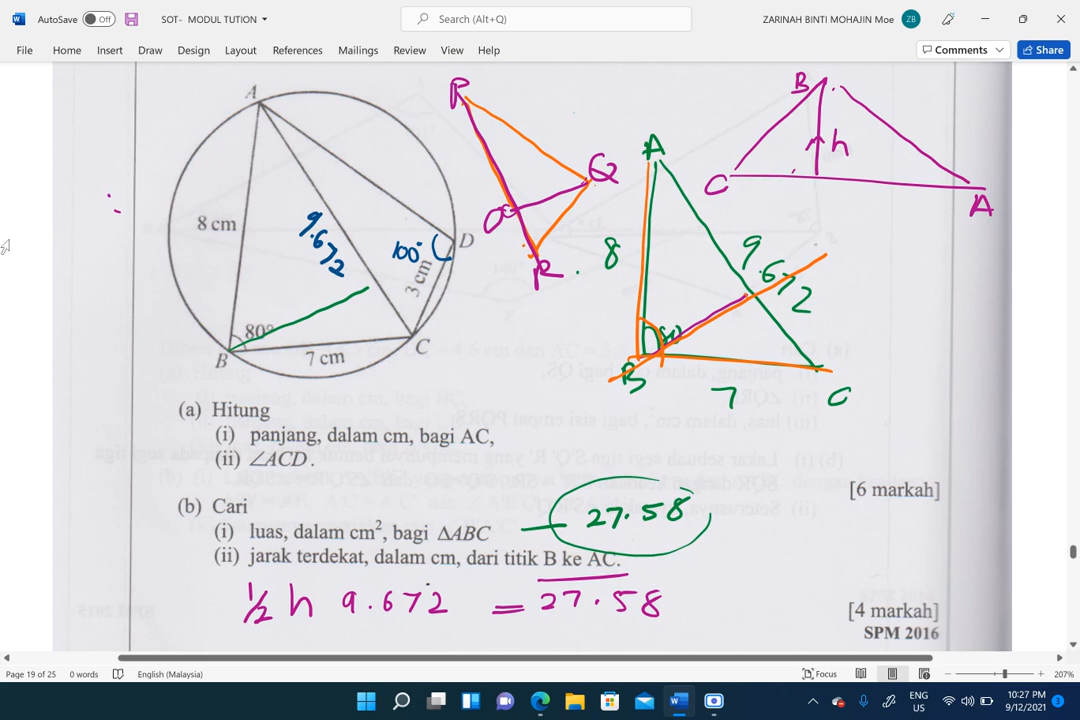 AutoSave Off SOT- MODUL TUTION Search (Alt+Q) ZARINAH BINTI MOHAJIN Moe ZB
File Home Insert Draw Design Layout References Mailings Review View Help Comments Share
A
8 cm
9.672
100°
D
3 cm
80°
B
7 cm
C
P
Q
O
R
A
8
9.672
80
B
7
C
B
h
C
A
(a) Hitung
(i) panjang, dalam cm, bagi AC,
(ii) ∠ACD.
[6 markah]
(b) Cari
(i) luas, dalam cm², bagi ΔABC
27.58
(ii) jarak terdekat, dalam cm, dari titik B ke AC.
½ h 9.672 = 27.58
[4 markah]
SPM 2016
Page 19 of 25 0 words English (Malaysia) Focus 207%
ENG US 10:27 PM 9/12/2021 3